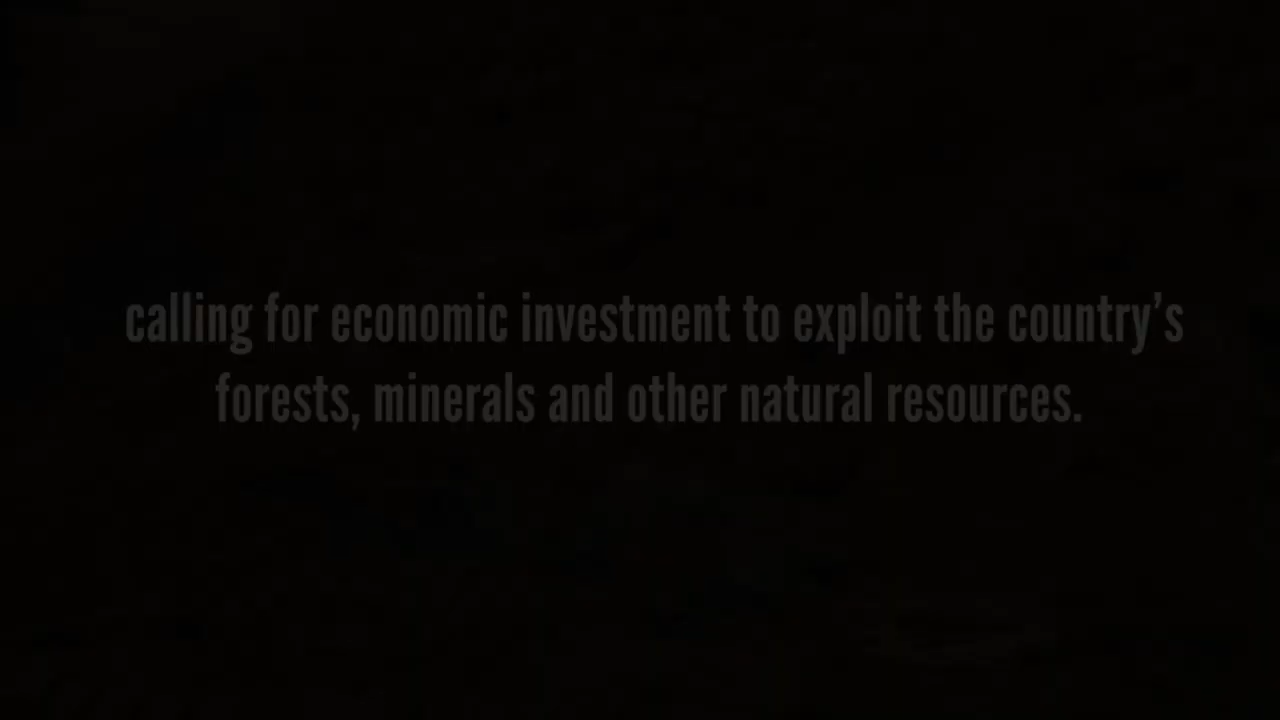 calling for economic investment to exploit the country’s
forests, minerals and other natural resources.